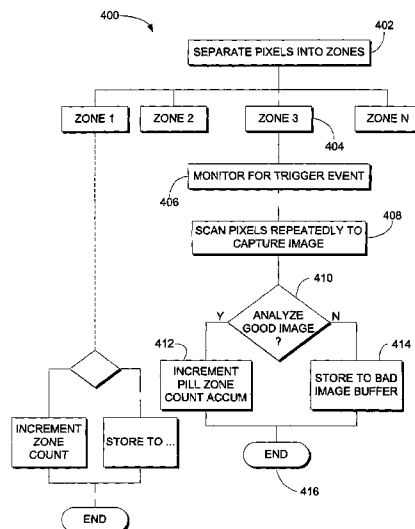 400
402
SEPARATE PIXELS INTO ZONES
ZONE 1
ZONE 2
ZONE 3
ZONE N
404
MONITOR FOR TRIGGER EVENT
406
408
SCAN PIXELS REPEATEDLY TO
CAPTURE IMAGE
410
Y
ANALYZE
GOOD IMAGE
?
N
412
414
INCREMENT
PILL ZONE
COUNT ACCUM
STORE TO BAD
IMAGE BUFFER
INCREMENT
ZONE
COUNT
STORE TO ...
END
416
END